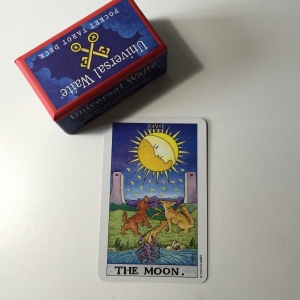 POCKET TAROT DECK
Universal Waite
Universal Waite
XVIII
THE MOON.